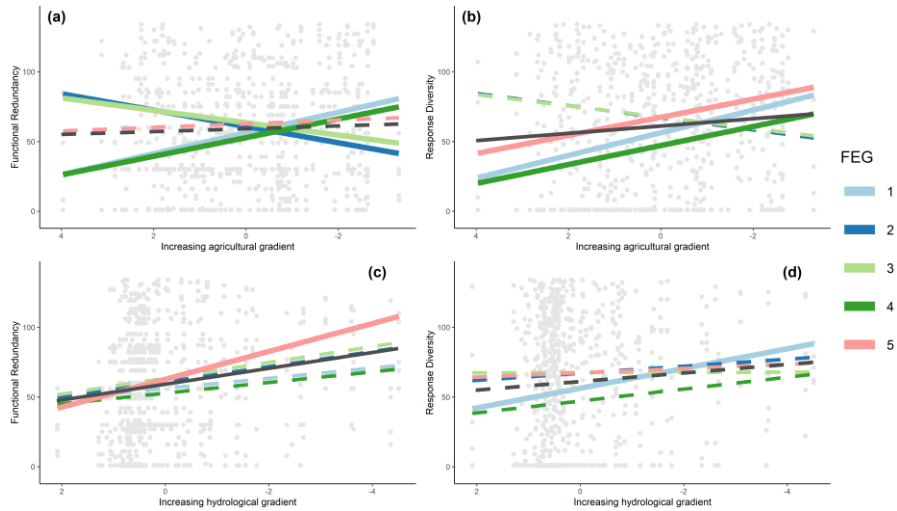 (a)
Functional Redundancy
100
50
0
4
2
0
-2
Increasing agricultural gradient
(b)
Response Diversity
100
50
0
4
2
0
-2
Increasing agricultural gradient
FEG
1
2
3
4
5
(c)
Functional Redundancy
100
50
0
2
0
-2
-4
Increasing hydrological gradient
(d)
Response Diversity
100
50
0
2
0
-2
-4
Increasing hydrological gradient